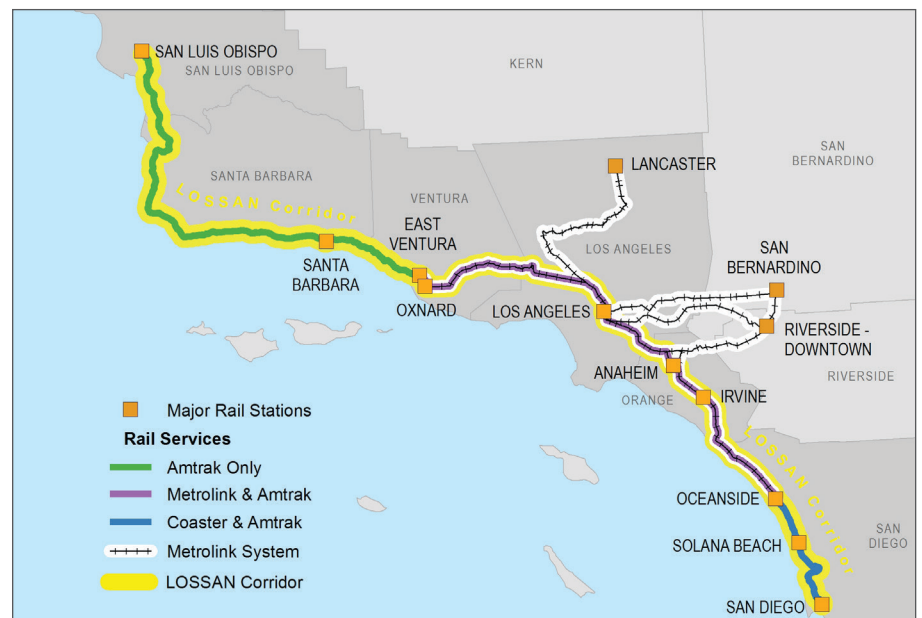 SAN LUIS OBISPO
SAN LUIS OBISPO
KERN
SAN
BERNARDINO
LANCASTER
SANTA BARBARA
LOSSAN Corridor
VENTURA
EAST
VENTURA
LOS ANGELES
SAN
BERNARDINO
SANTA
BARBARA
OXNARD
LOS ANGELES
RIVERSIDE -
DOWNTOWN
ANAHEIM
RIVERSIDE
ORANGE
IRVINE
LOSSAN Corridor
OCEANSIDE
SOLANA BEACH
SAN
DIEGO
SAN DIEGO
Major Rail Stations
Rail Services
Amtrak Only
Metrolink & Amtrak
Coaster & Amtrak
Metrolink System
LOSSAN Corridor